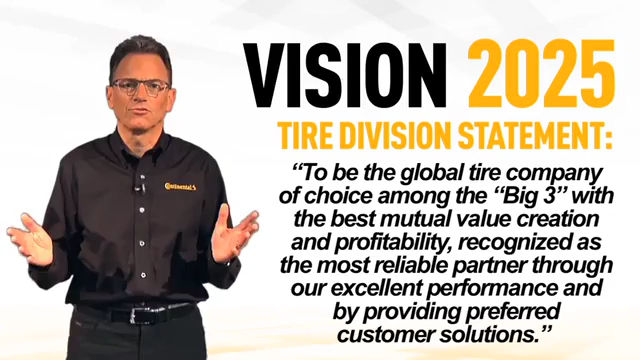 VISION 2025
TIRE DIVISION STATEMENT:
“To be the global tire company
of choice among the “Big 3” with
the best mutual value creation
and profitability, recognized as
the most reliable partner through
our excellent performance and
by providing preferred
customer solutions.”
Continental